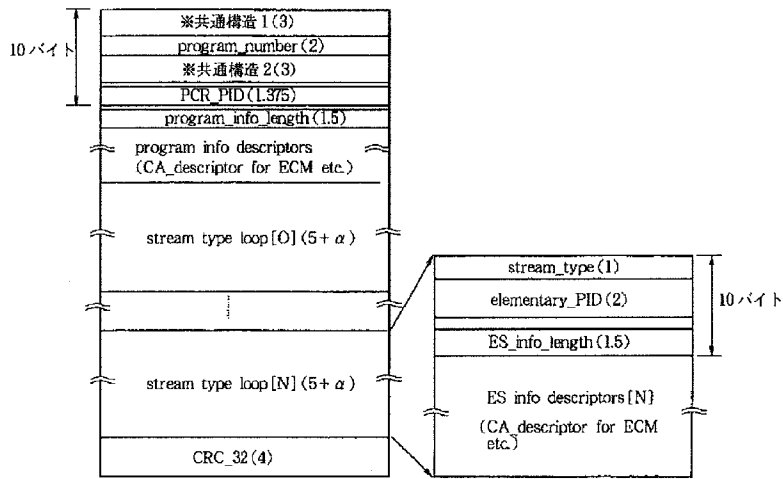 ※共通構造1(3)
10バイト
program_number(2)
※共通構造2(3)
PCR_PID(1.375)
program_info_length(1.5)
program info descriptors
(CA_descriptor for ECM etc.)
stream type loop[O](5+α)
stream type loop[N](5+α)
CRC_32(4)
stream_type(1)
elementary_PID(2)
10バイト
ES_info_length(1.5)
ES info descriptors[N]
(CA_descriptor for ECM
etc.)